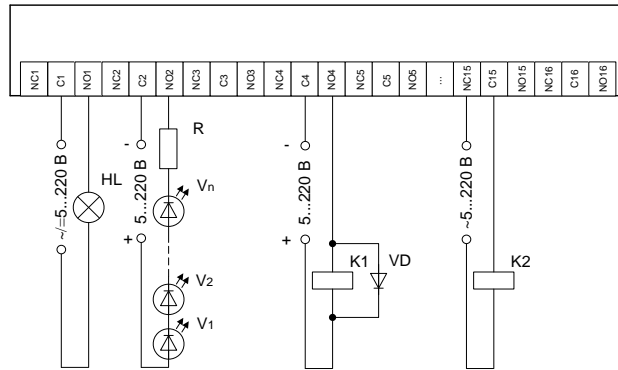 NC1 C1 NO1 NC2 C2 NO2 NC3 C3 NO3 NC4 C4 NO4 NC5 C5 NO5 ... NC15 C15 NO15 NC16 C16 NO16
~/=5...220 В
HL
-
5...220 В
+
R
Vn
V2
V1
-
5...220 В
+
K1
VD
~5...220 В
K2